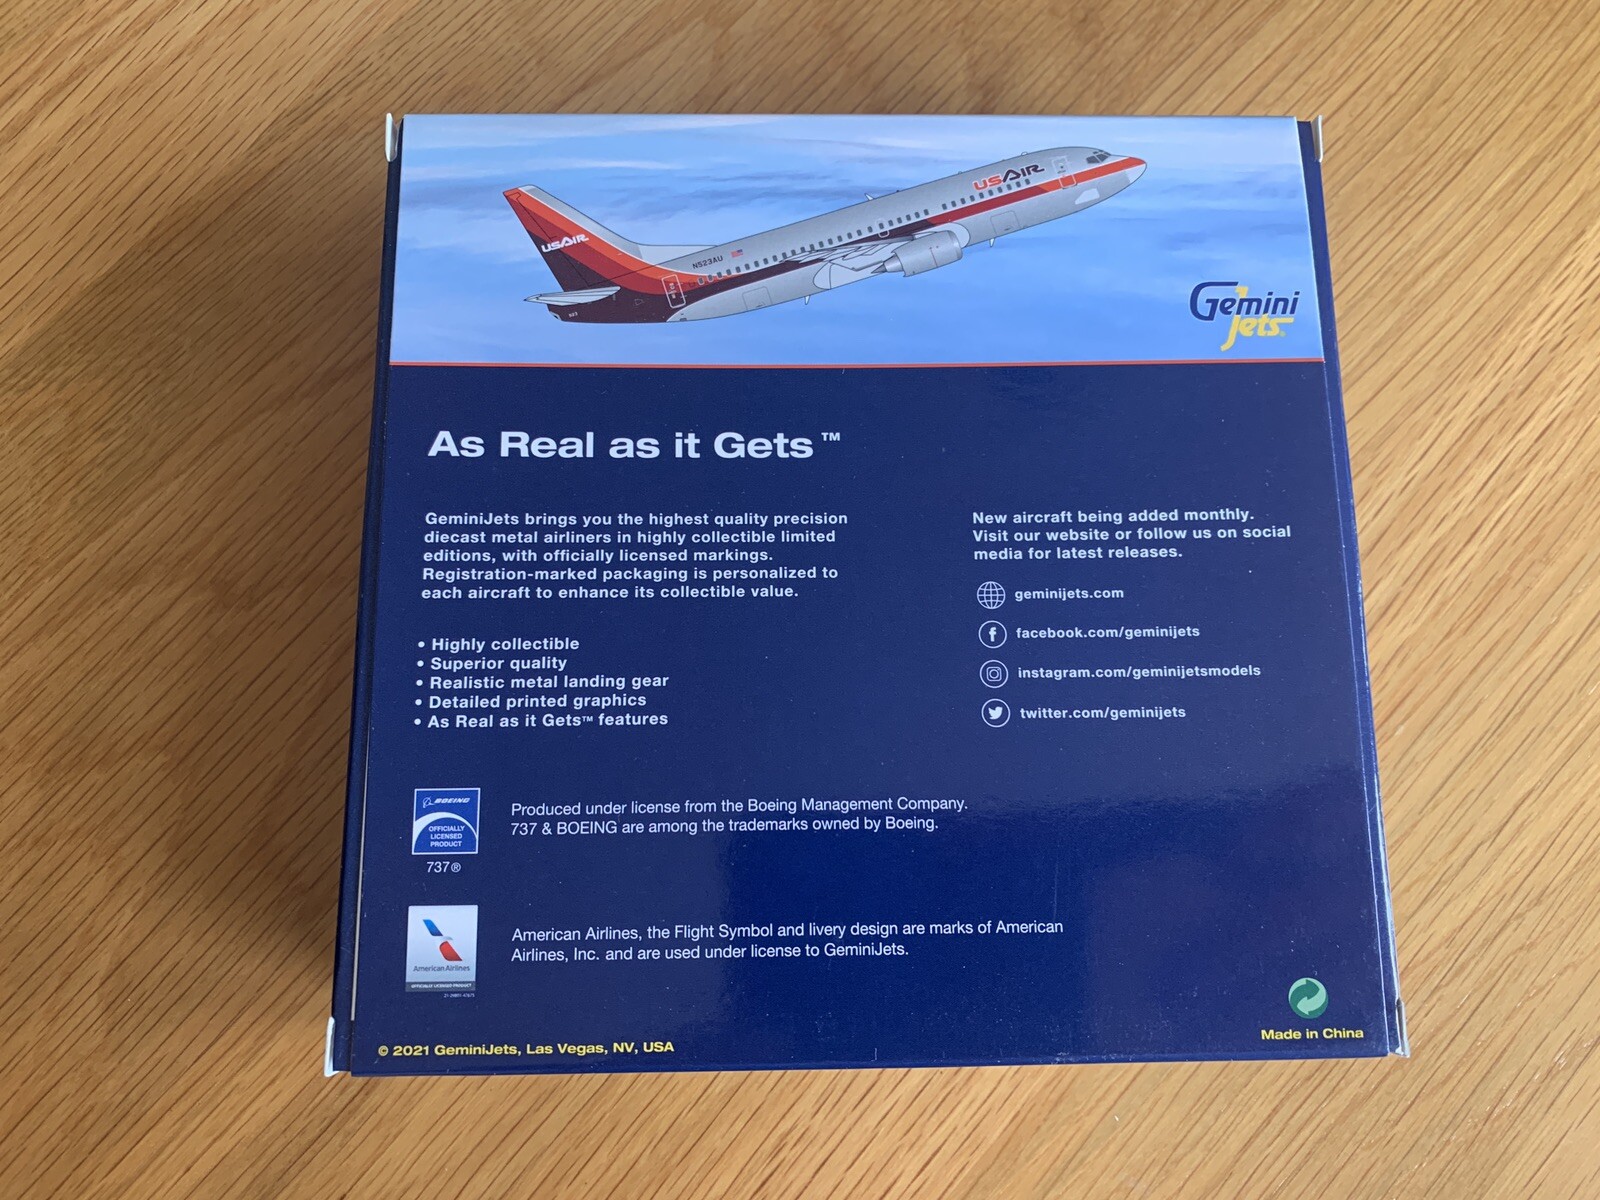 USAIR
USAIR
N523AU
Gemini
Jets
As Real as it Gets™
GeminiJets brings you the highest quality precision
diecast metal airliners in highly collectible limited
editions, with officially licensed markings.
Registration-marked packaging is personalized to
each aircraft to enhance its collectible value.
• Highly collectible
• Superior quality
• Realistic metal landing gear
• Detailed printed graphics
• As Real as it Gets™ features
New aircraft being added monthly.
Visit our website or follow us on social
media for latest releases.
geminijets.com
facebook.com/geminijets
instagram.com/geminijetsmodels
twitter.com/geminijets
BOEING
OFFICIALLY
LICENSED
PRODUCT
737®
Produced under license from the Boeing Management Company.
737 & BOEING are among the trademarks owned by Boeing.
American Airlines
OFFICIALLY LICENSED PRODUCT
American Airlines, the Flight Symbol and livery design are marks of American
Airlines, Inc. and are used under license to GeminiJets.
© 2021 GeminiJets, Las Vegas, NV, USA
Made in China